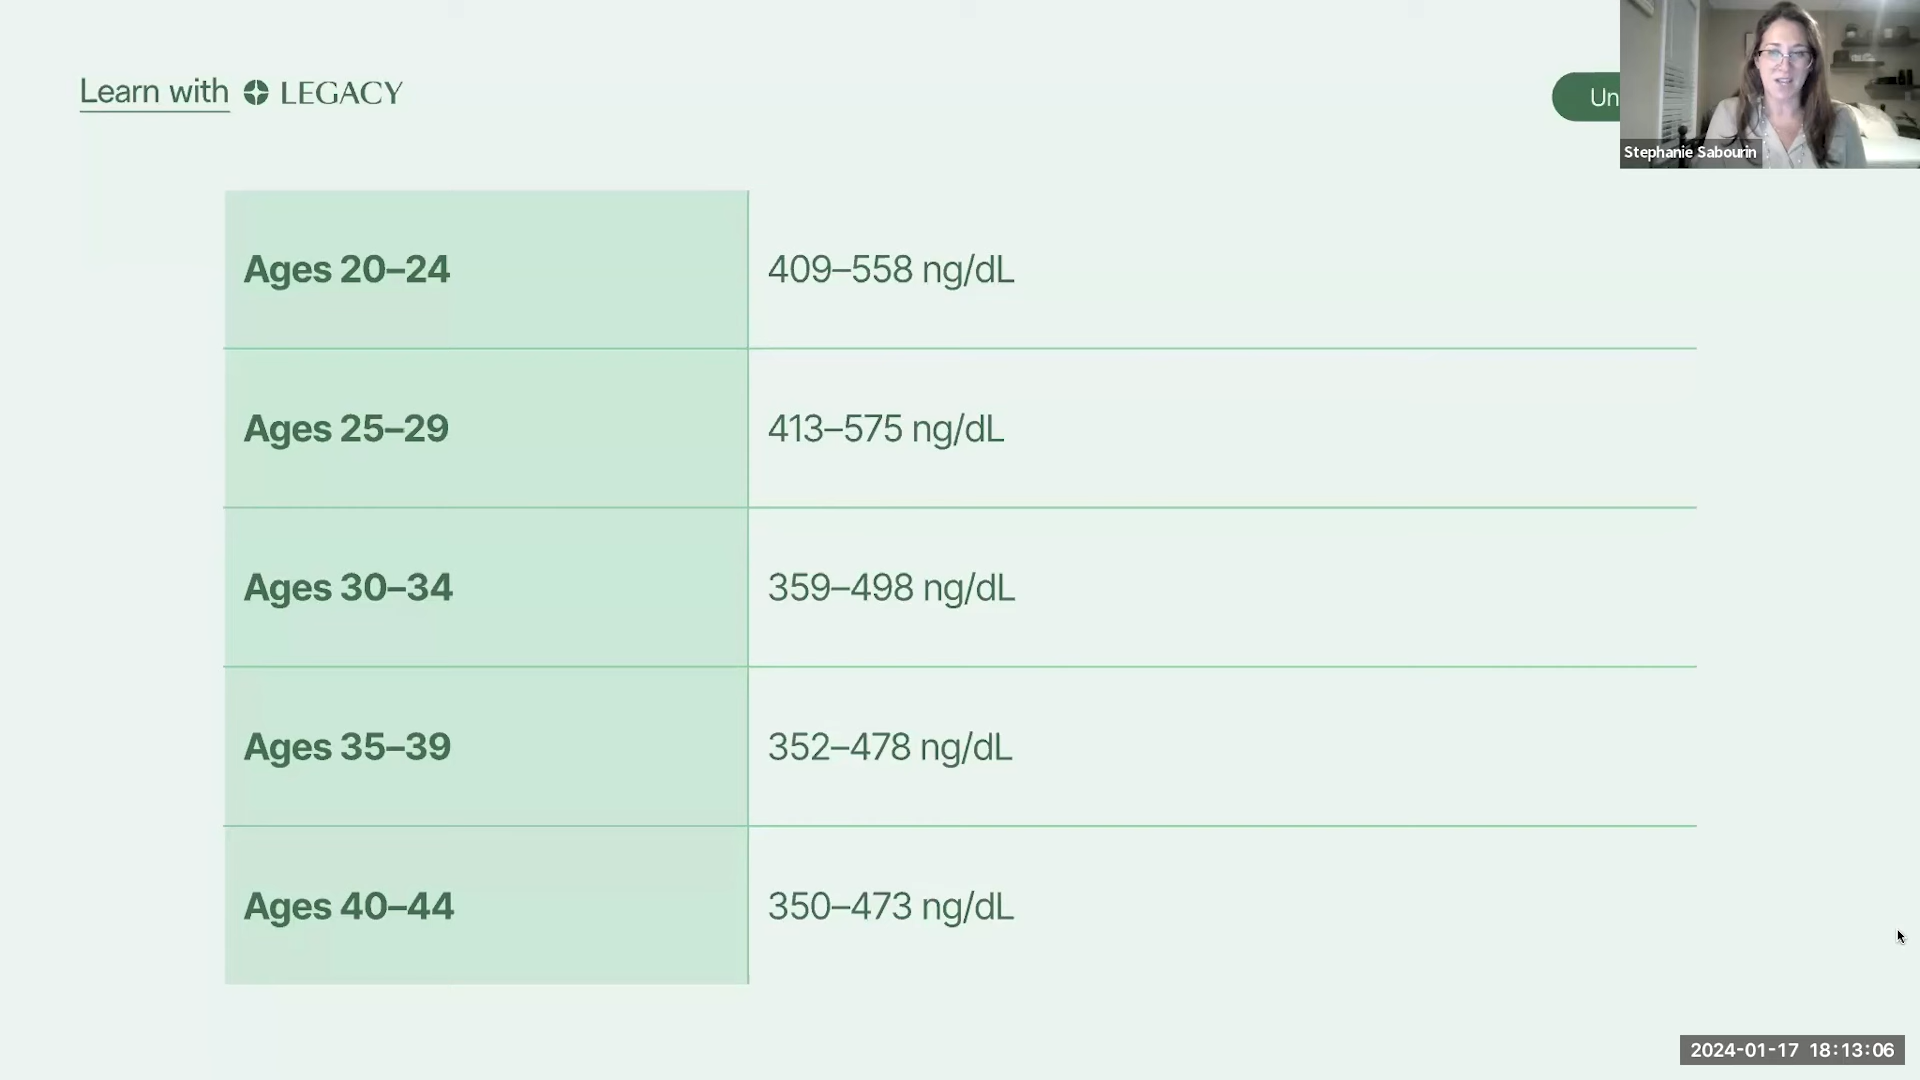 Learn with LEGACY
Un
Stephanie Sabourin
Ages 20–24
409–558 ng/dL
Ages 25–29
413–575 ng/dL
Ages 30–34
359–498 ng/dL
Ages 35–39
352–478 ng/dL
Ages 40–44
350–473 ng/dL
2024-01-17 18:13:06